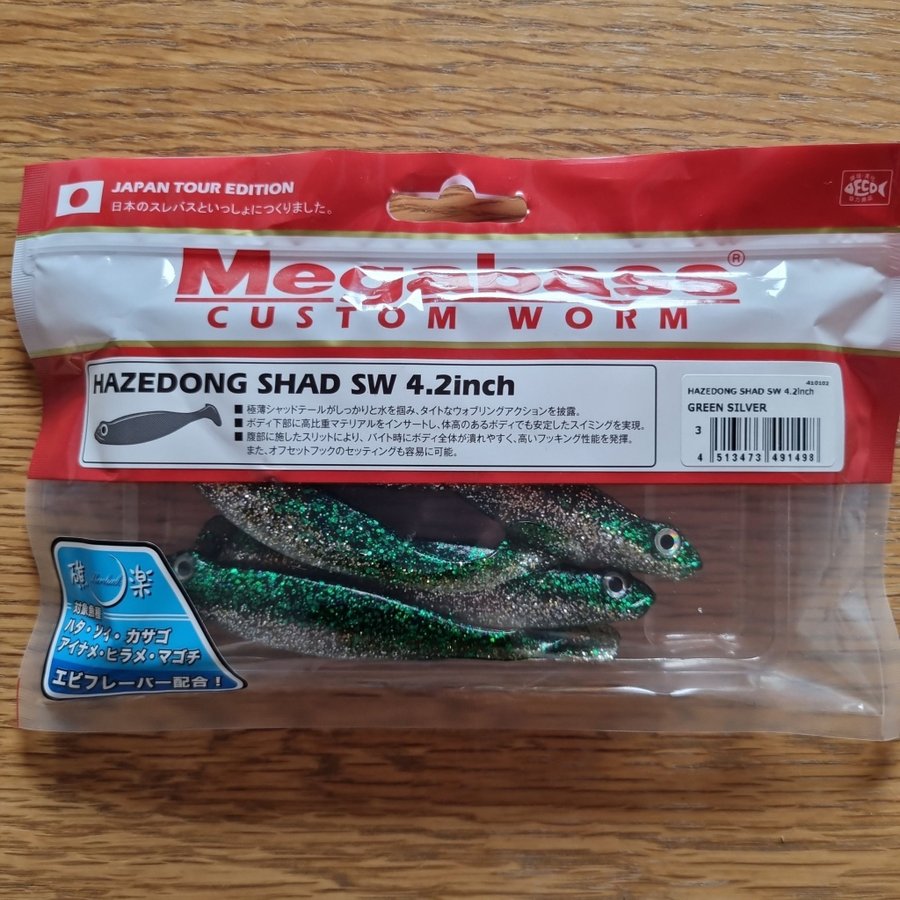 JAPAN TOUR EDITION
日本のスレバスといっしょにつくりました。
ECO
Megabass®
CUSTOM WORM
HAZEDONG SHAD SW 4.2inch
■ 極薄シャッドテールがしっかりと水を掴み、タイトなウォブリングアクションを披露。
■ ボディ下部に高比重マテリアルをインサートし、体高のあるボディでも安定したスイミングを実現。
■ 腹部に施したスリットにより、バイト時にボディ全体が潰れやすく、高いフッキング性能を発揮。
また、オフセットフックのセッティングも容易に可能。
410102
HAZEDONG SHAD SW 4.2inch
GREEN SILVER
3
4 513473 491498
磯 楽
対象魚種
ハタ・ソイ・カサゴ
アイナメ・ヒラメ・マゴチ
エビフレーバー配合！